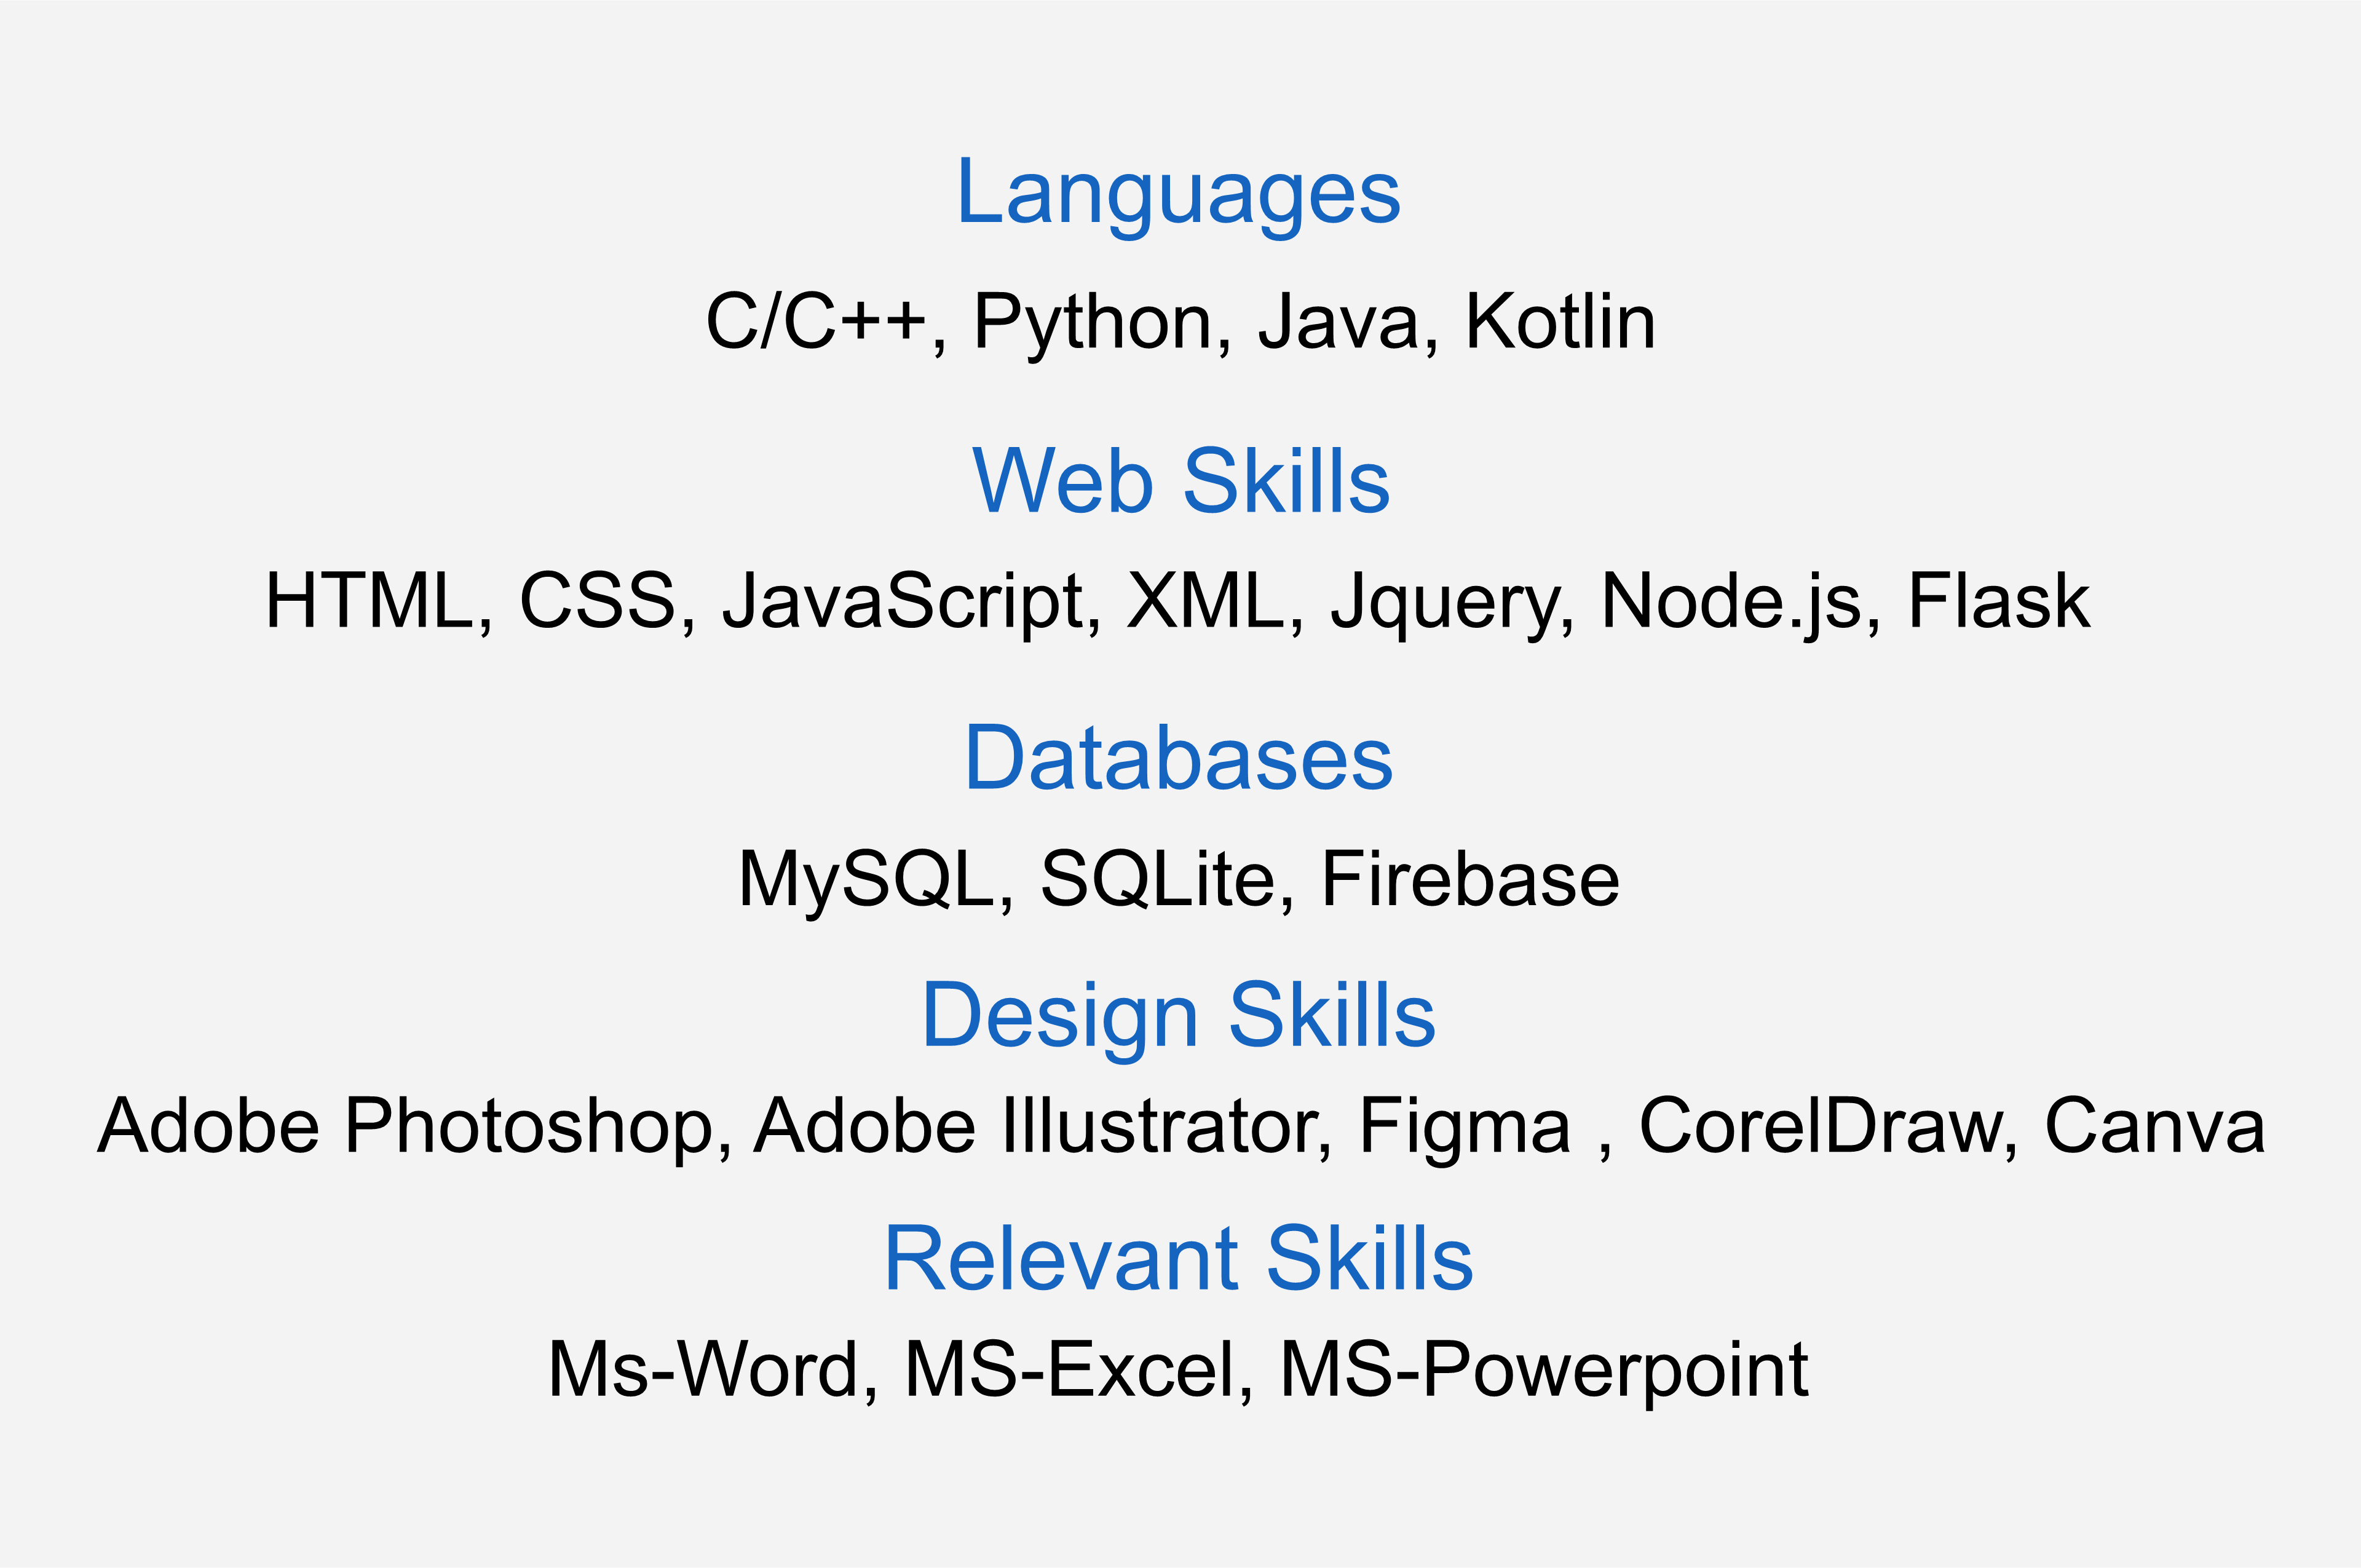 Languages
C/C++, Python, Java, Kotlin
Web Skills
HTML, CSS, JavaScript, XML, Jquery, Node.js, Flask
Databases
MySQL, SQLite, Firebase
Design Skills
Adobe Photoshop, Adobe Illustrator, Figma , CorelDraw, Canva
Relevant Skills
Ms-Word, MS-Excel, MS-Powerpoint